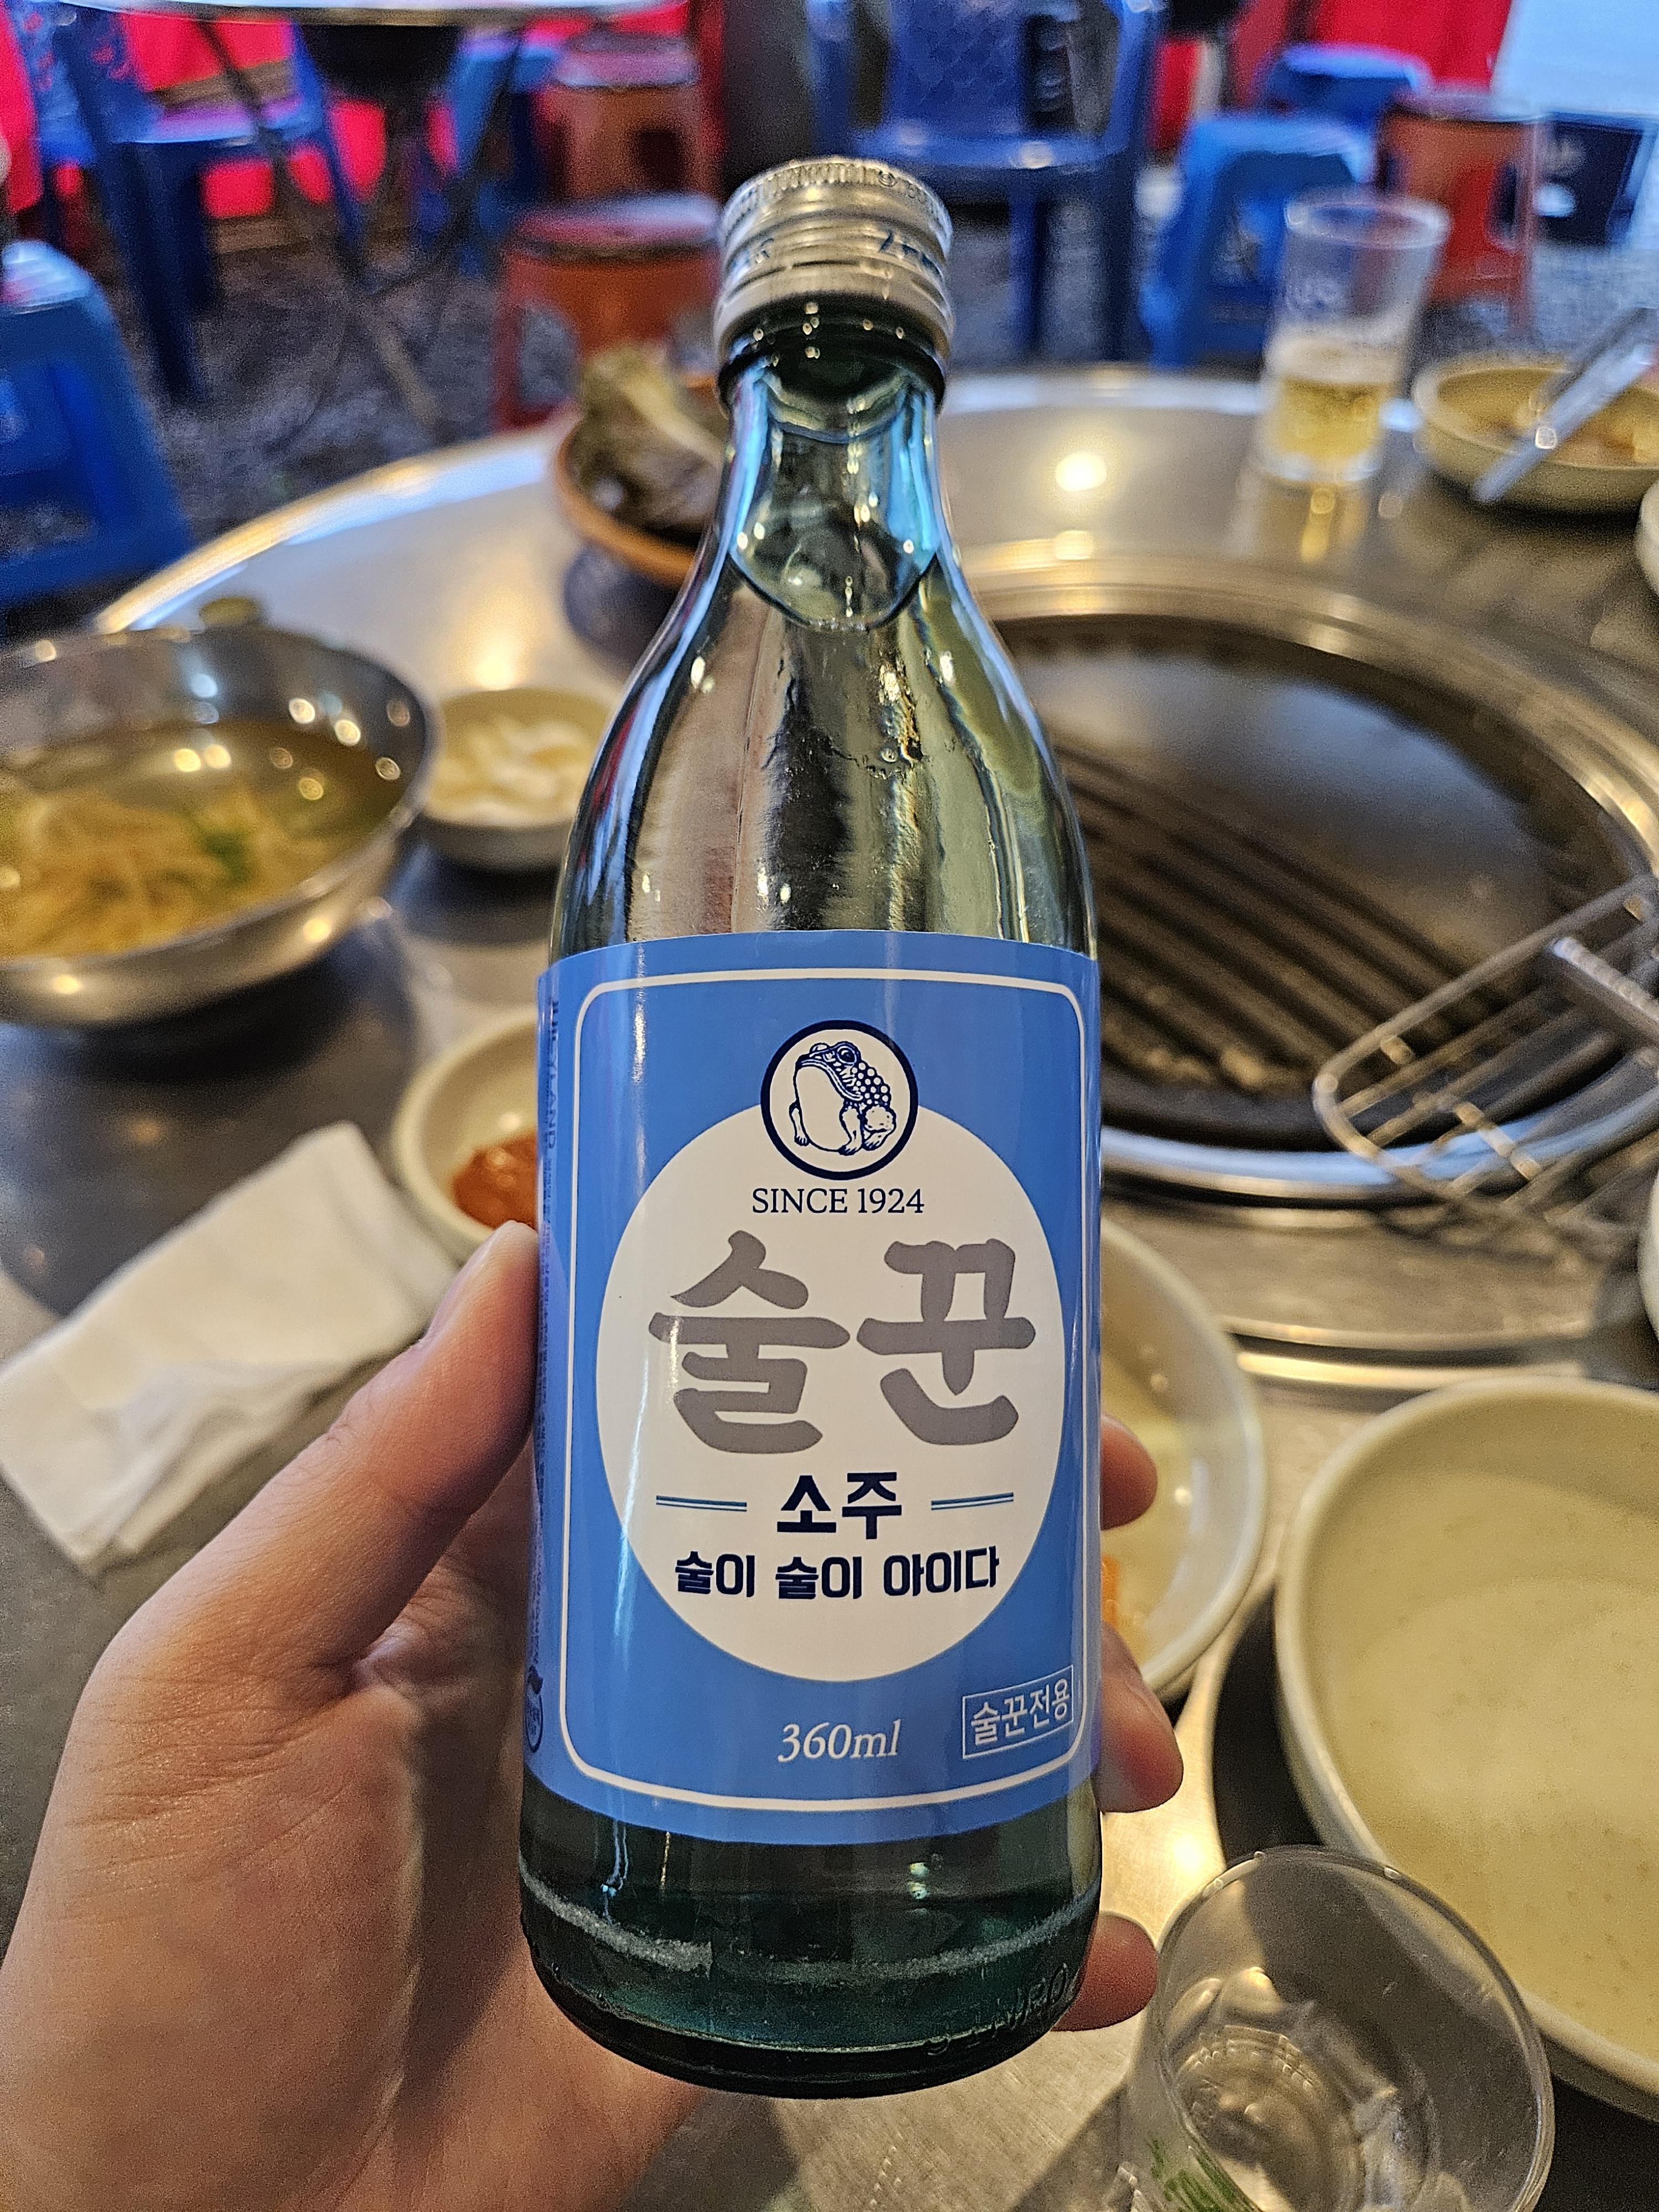 SINCE 1924
술꾼
소주
술이 술이 아이다
360ml
술꾼전용